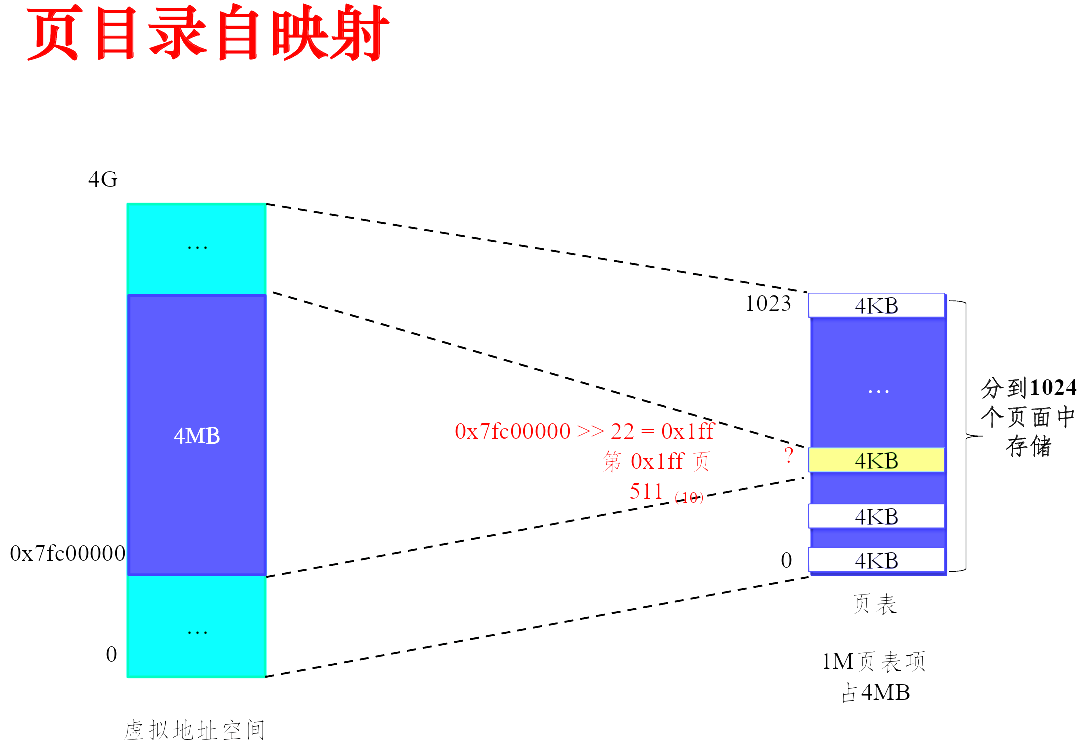 页目录自映射
4G
…
4MB
0x7fc00000
…
0
虚拟地址空间
0x7fc00000 >> 22 = 0x1ff
第 0x1ff 页
511 (10)
1023
4KB
…
?
4KB
4KB
0
4KB
页表
1M页表项
占4MB
分到1024
个页面中
存储